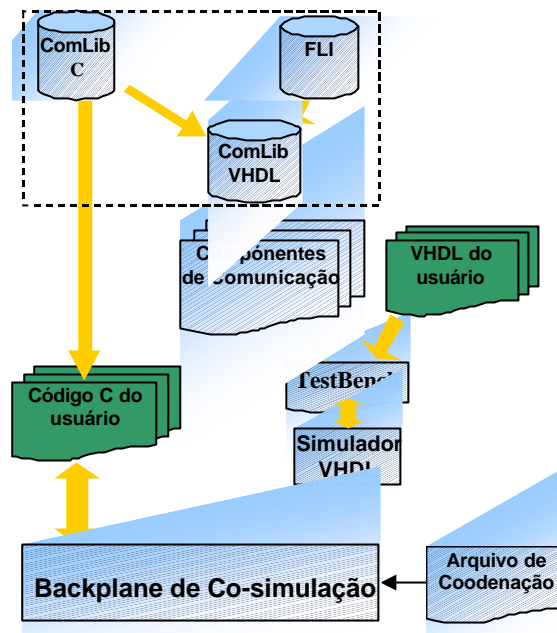 ComLib
C
FLI
ComLib
VHDL
Componentes
de Comunicação
VHDL do
usuário
TestBench
Código C do
usuário
Simulador
VHDL
Backplane de Co-simulação
Arquivo de
Coodenação